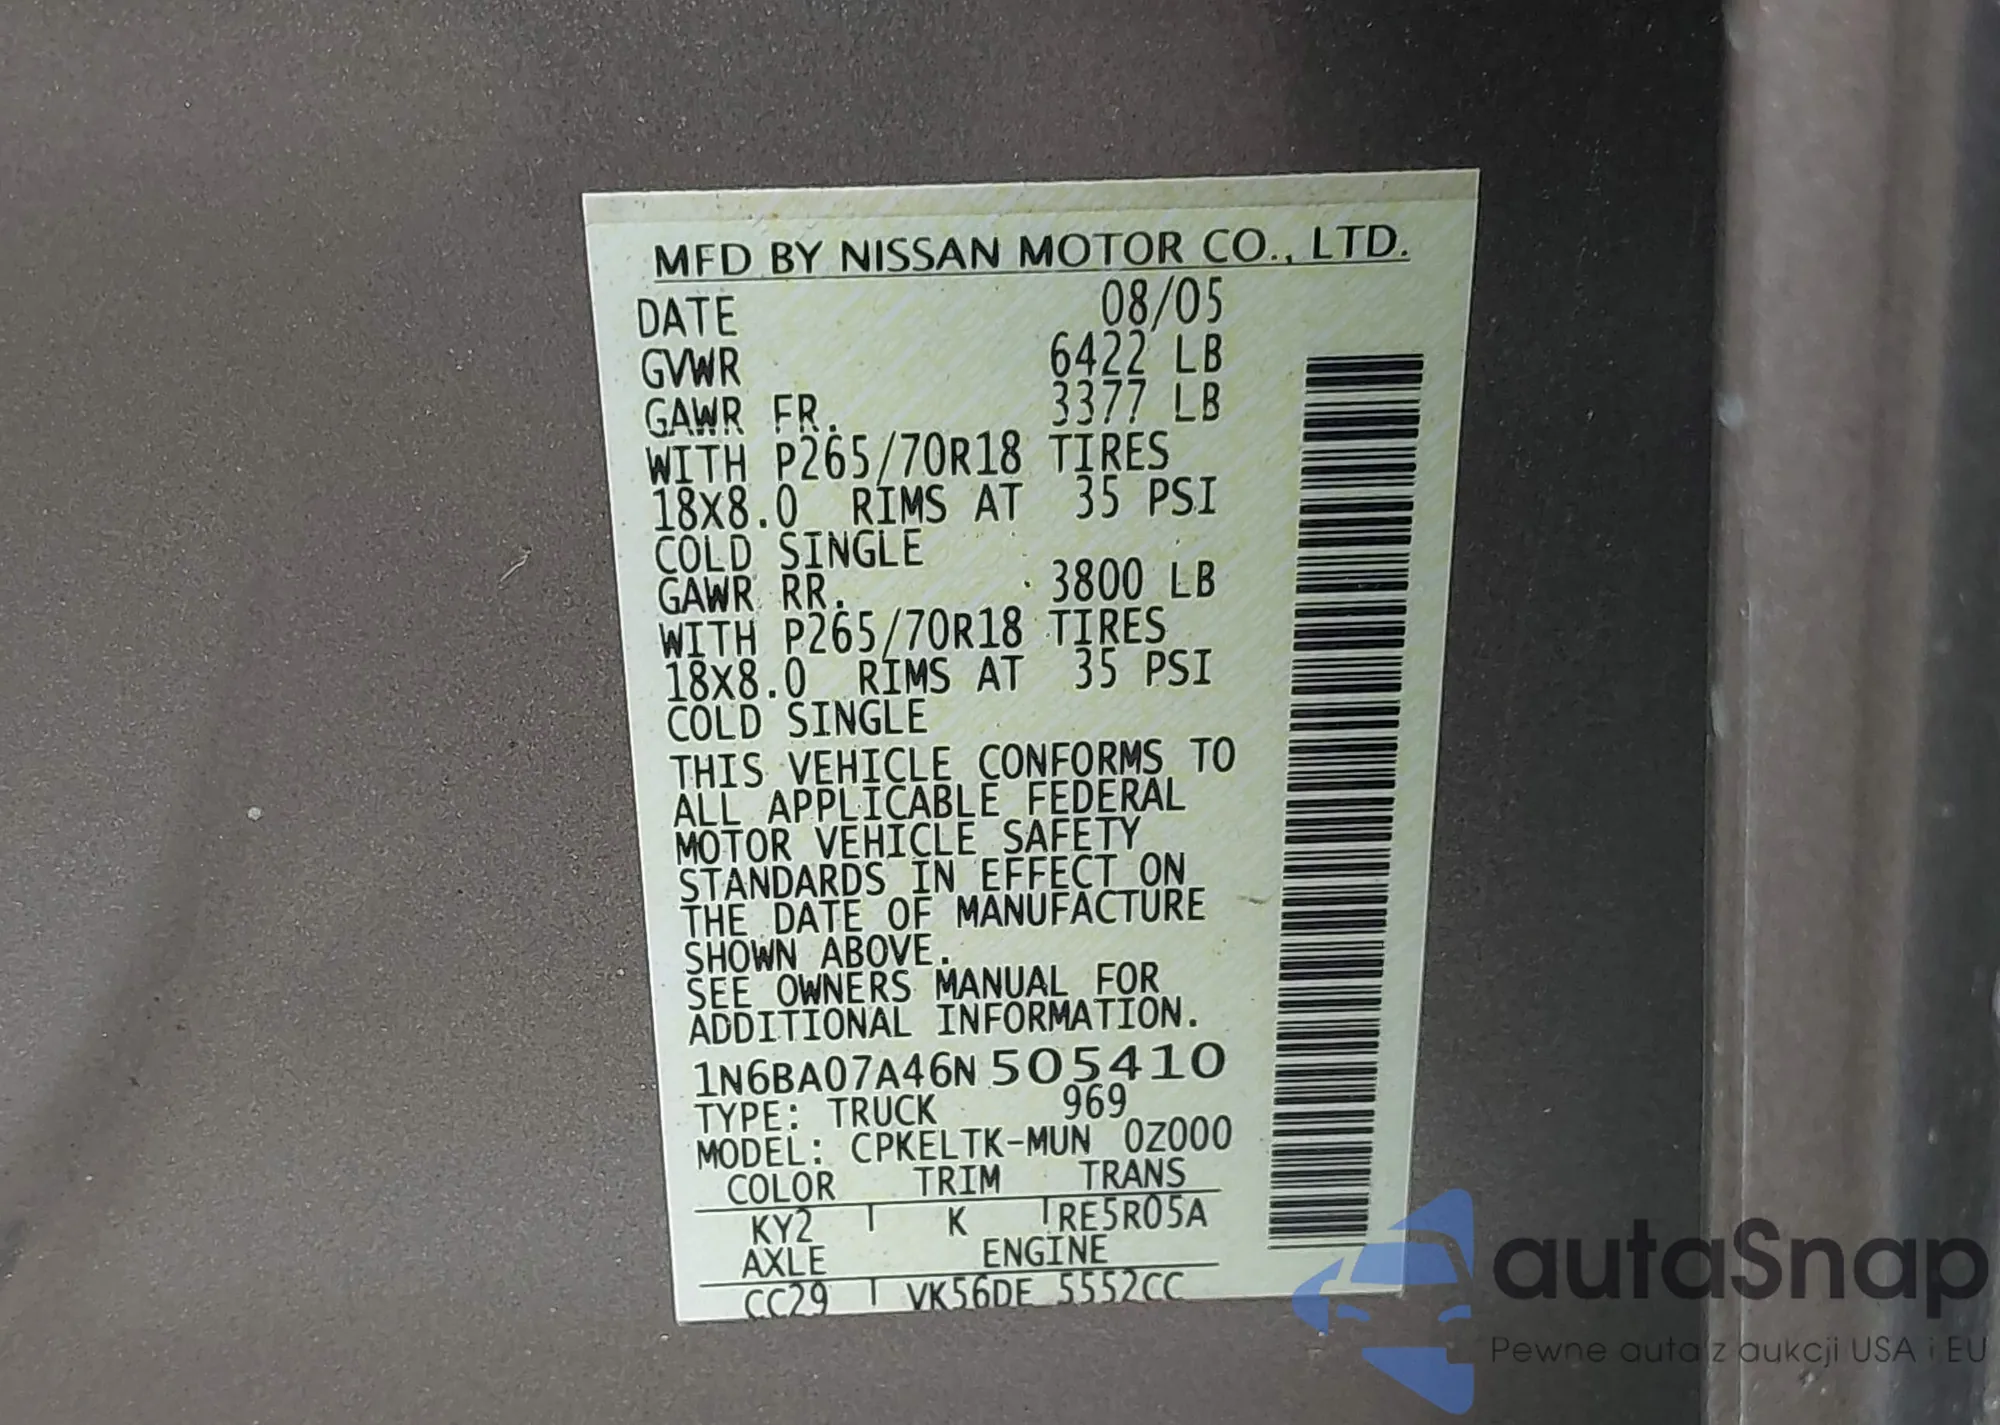 MFD BY NISSAN MOTOR CO., LTD.
DATE 08/05
GVWR 6422 LB
GAWR FR. 3377 LB
WITH P265/70R18 TIRES
18X8.0 RIMS AT 35 PSI
COLD SINGLE
GAWR RR. 3800 LB
WITH P265/70R18 TIRES
18X8.0 RIMS AT 35 PSI
COLD SINGLE
THIS VEHICLE CONFORMS TO
ALL APPLICABLE FEDERAL
MOTOR VEHICLE SAFETY
STANDARDS IN EFFECT ON
THE DATE OF MANUFACTURE
SHOWN ABOVE.
SEE OWNERS MANUAL FOR
ADDITIONAL INFORMATION.
1N6BA07A46N 505410
TYPE: TRUCK 969
MODEL: CPKELTK-MUN 0Z000
COLOR TRIM TRANS
KY2 K RE5R05A
AXLE ENGINE
CC29 VK56DE 5552CC
autaSnap
Pewne auta z aukcji USA i EU